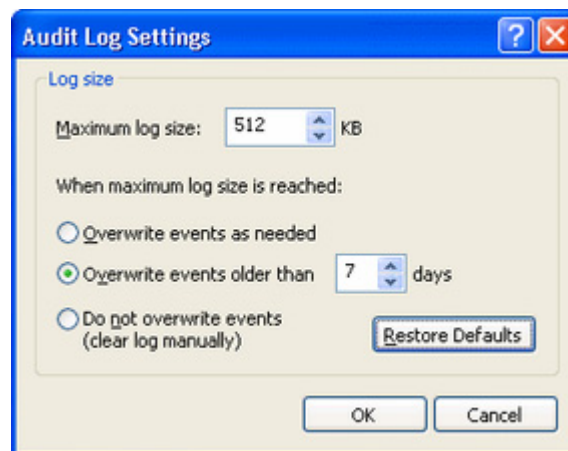 Audit Log Settings
Log size
Maximum log size: 512 KB
When maximum log size is reached:
Overwrite events as needed
Overwrite events older than 7 days
Do not overwrite events
(clear log manually)
Restore Defaults
OK Cancel